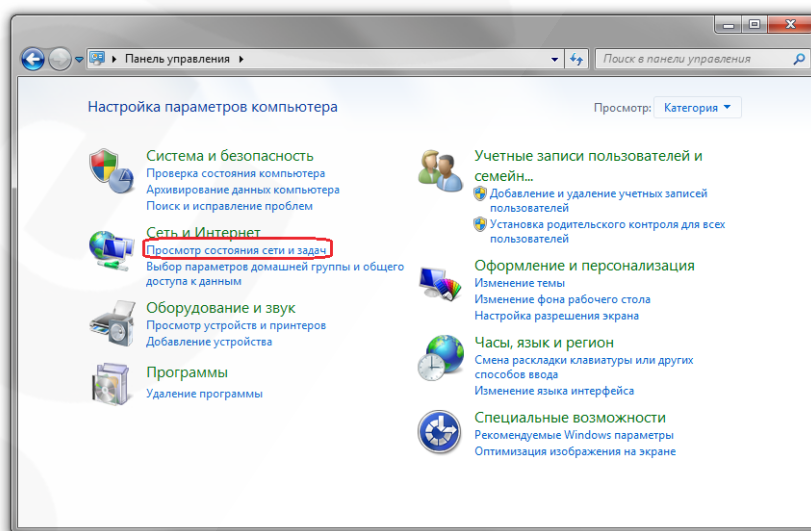 Панель управления
Поиск в панели управления
Настройка параметров компьютера
Просмотр: Категория
Система и безопасность
Проверка состояния компьютера
Архивирование данных компьютера
Поиск и исправление проблем
Сеть и Интернет
Просмотр состояния сети и задач
Выбор параметров домашней группы и общего
доступа к данным
Оборудование и звук
Просмотр устройств и принтеров
Добавление устройства
Программы
Удаление программы
Учетные записи пользователей и
семейн...
Добавление и удаление учетных записей
пользователей
Установка родительского контроля для всех
пользователей
Оформление и персонализация
Изменение темы
Изменение фона рабочего стола
Настройка разрешения экрана
Часы, язык и регион
Смена раскладки клавиатуры или других
способов ввода
Изменение языка интерфейса
Специальные возможности
Рекомендуемые Windows параметры
Оптимизация изображения на экране